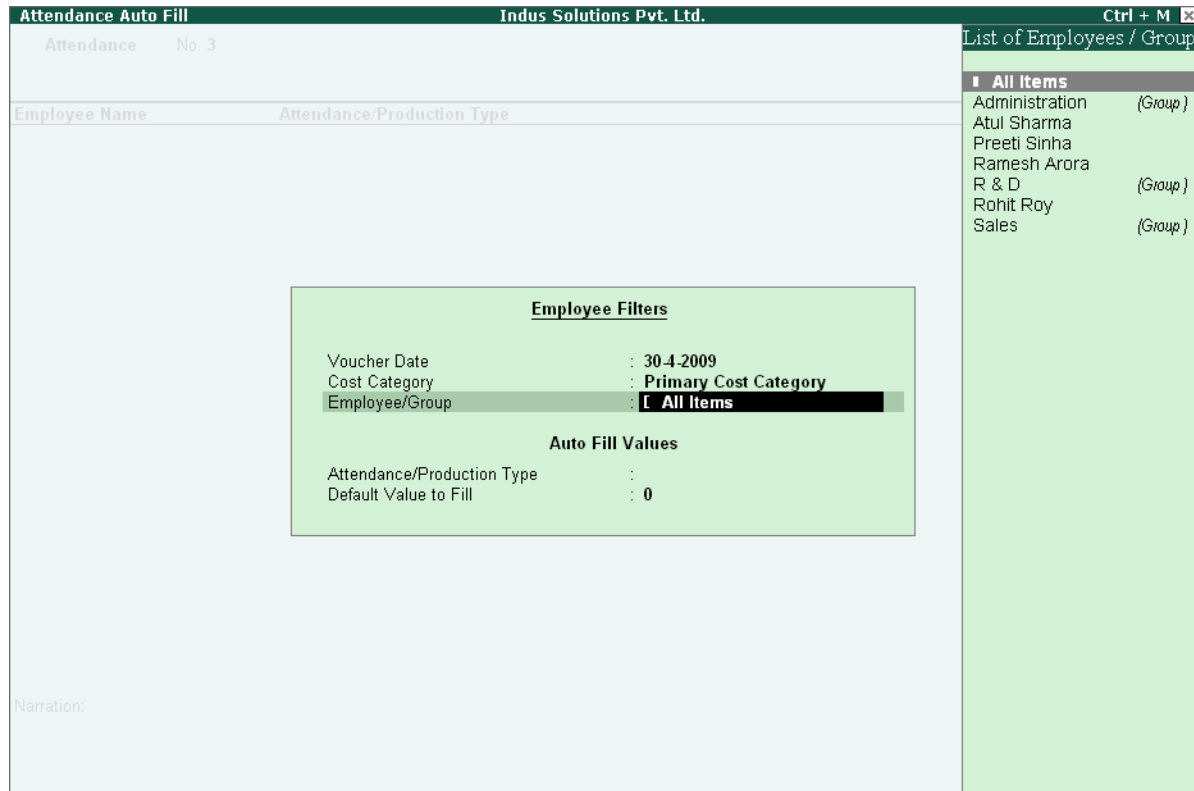 Attendance Auto Fill Indus Solutions Pvt. Ltd. Ctrl + M
Attendance No. 3
Employee Name Attendance/Production Type
Employee Filters
Voucher Date : 30-4-2009
Cost Category : Primary Cost Category
Employee/Group : [ All Items
Auto Fill Values
Attendance/Production Type :
Default Value to Fill : 0
Narration:
List of Employees / Group
All Items
Administration (Group)
Atul Sharma
Preeti Sinha
Ramesh Arora
R & D (Group)
Rohit Roy
Sales (Group)